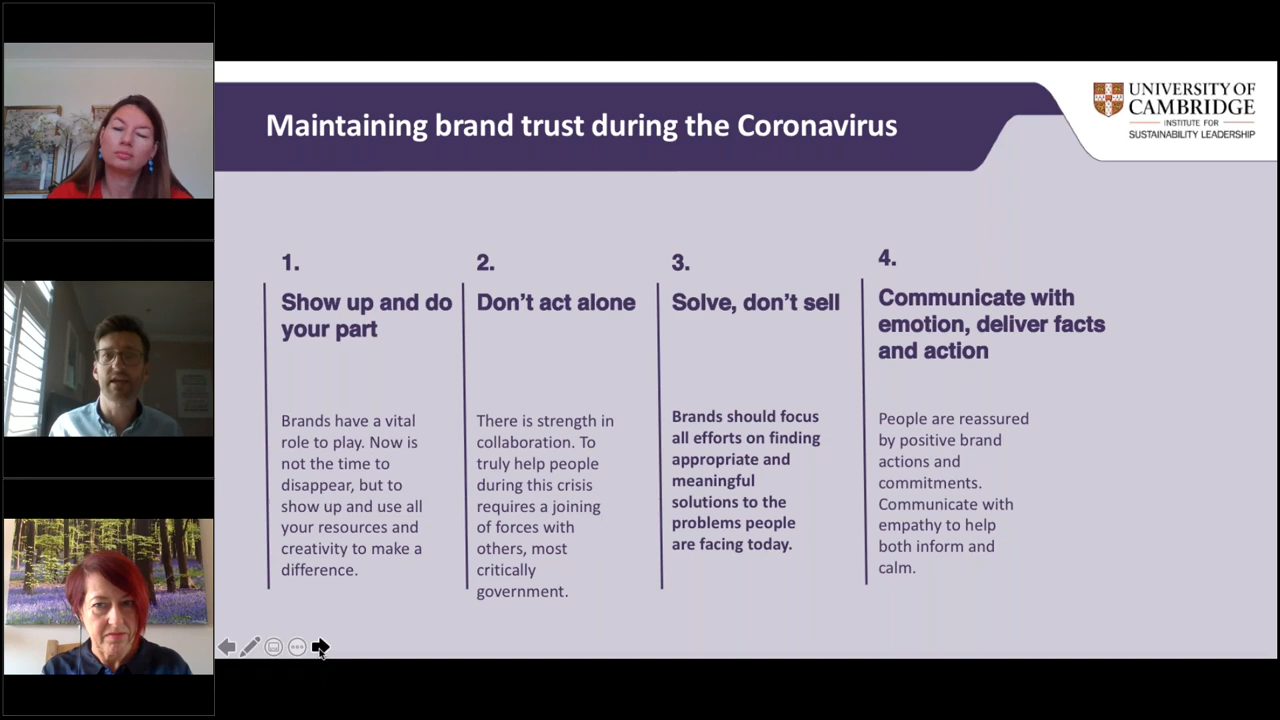 Maintaining brand trust during the Coronavirus
UNIVERSITY OF
CAMBRIDGE
INSTITUTE FOR
SUSTAINABILITY LEADERSHIP
1.
Show up and do
your part
Brands have a vital
role to play. Now is
not the time to
disappear, but to
show up and use all
your resources and
creativity to make a
difference.
2.
Don’t act alone
There is strength in
collaboration. To
truly help people
during this crisis
requires a joining
of forces with
others, most
critically
government.
3.
Solve, don’t sell
Brands should focus
all efforts on finding
appropriate and
meaningful
solutions to the
problems people
are facing today.
4.
Communicate with
emotion, deliver facts
and action
People are reassured
by positive brand
actions and
commitments.
Communicate with
empathy to help
both inform and
calm.